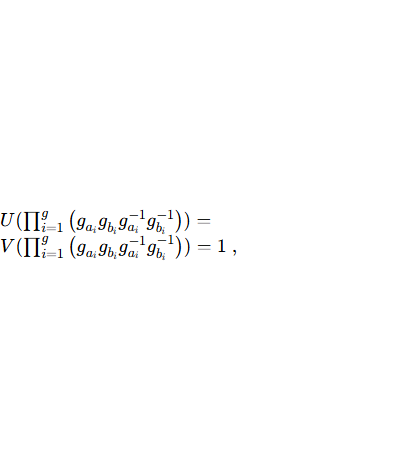 U(∏_{i=1}^{g} (g_{a_i} g_{b_i} g_{a_i}^{-1} g_{b_i}^{-1})) =
V(∏_{i=1}^{g} (g_{a_i} g_{b_i} g_{a_i}^{-1} g_{b_i}^{-1})) = 1 ,